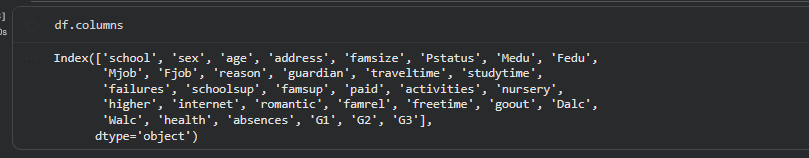 df.columns
Index(['school', 'sex', 'age', 'address', 'famsize', 'Pstatus', 'Medu', 'Fedu',
'Mjob', 'Fjob', 'reason', 'guardian', 'traveltime', 'studytime',
'failures', 'schoolsup', 'famsup', 'paid', 'activities', 'nursery',
'higher', 'internet', 'romantic', 'famrel', 'freetime', 'goout', 'Dalc',
'Walc', 'health', 'absences', 'G1', 'G2', 'G3'],
dtype='object')